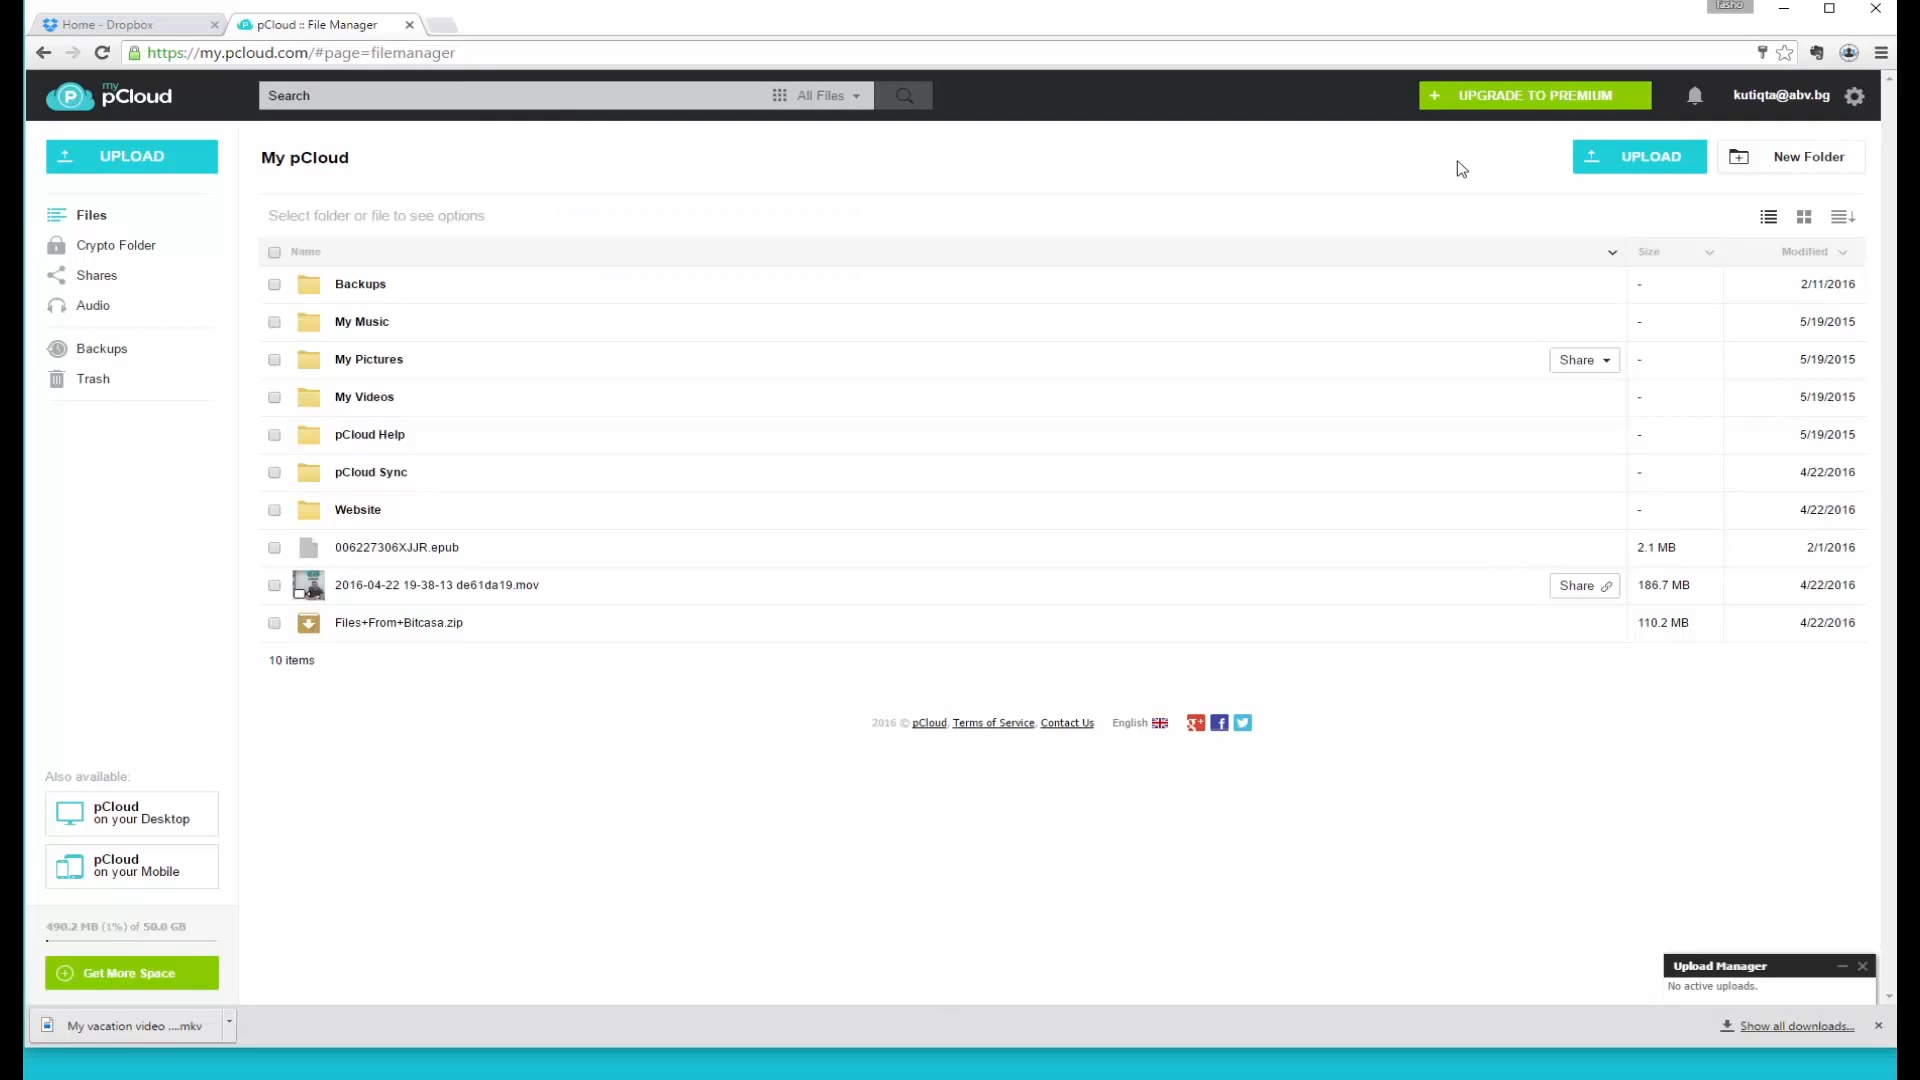 Home - Dropbox
pCloud :: File Manager
Tasho
https://my.pcloud.com/#page=filemanager
my
pCloud
Search
All Files
+ UPGRADE TO PREMIUM
kutiqta@abv.bg
UPLOAD
My pCloud
UPLOAD
New Folder
Files
Crypto Folder
Shares
Audio
Backups
Trash
Select folder or file to see options
Name
Size
Modified
Backups - 2/11/2016
My Music - 5/19/2015
My Pictures Share - 5/19/2015
My Videos - 5/19/2015
pCloud Help - 5/19/2015
pCloud Sync - 4/22/2016
Website - 4/22/2016
006227306XJJR.epub 2.1 MB 2/1/2016
2016-04-22 19-38-13 de61da19.mov Share 186.7 MB 4/22/2016
Files+From+Bitcasa.zip 110.2 MB 4/22/2016
10 items
2016 © pCloud, Terms of Service, Contact Us English
Also available:
pCloud
on your Desktop
pCloud
on your Mobile
490.2 MB (1%) of 50.0 GB
Get More Space
Upload Manager
No active uploads.
My vacation video ....mkv
Show all downloads...